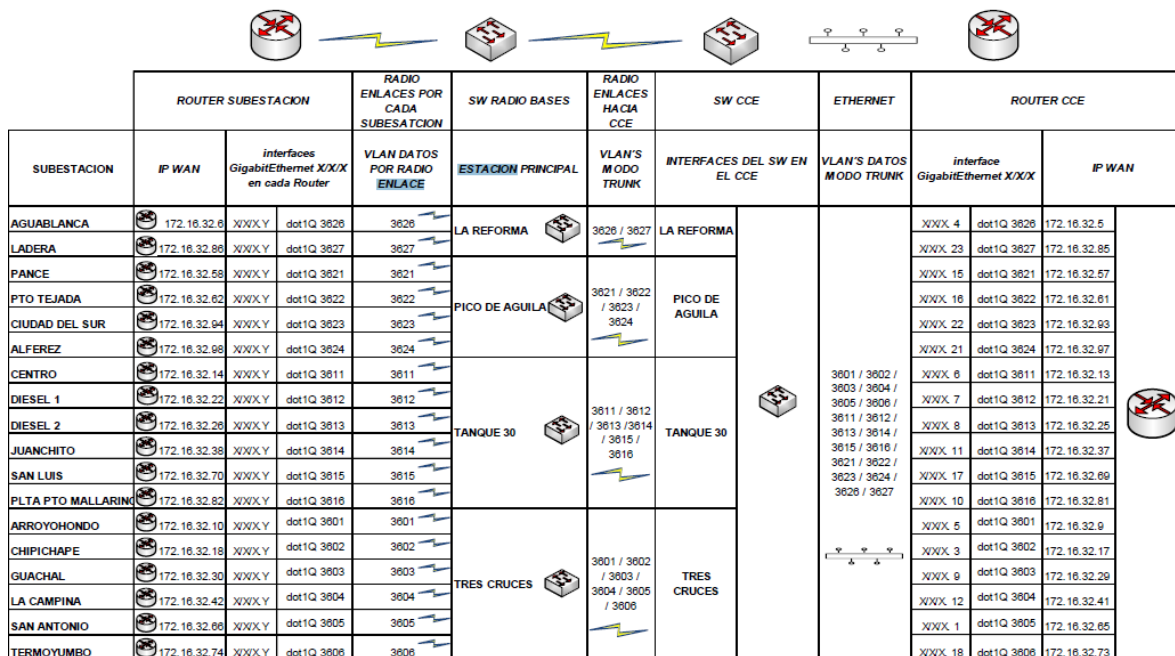 ROUTER SUBESTACION
RADIO
ENLACES POR
CADA
SUBESATCION
SW RADIO BASES
RADIO
ENLACES
HACIA
CCE
SW CCE
ETHERNET
ROUTER CCE
SUBESTACION
IP WAN
interfaces
GigabitEthernet X/X/X
en cada Router
VLAN DATOS
POR RADIO
ENLACE
ESTACION PRINCIPAL
VLAN'S
MODO
TRUNK
INTERFACES DEL SW EN
EL CCE
VLAN'S DATOS
MODO TRUNK
interface
GigabitEthernet X/X/X
IP WAN
AGUABLANCA 172.16.32.6 X/X/X.Y dot1Q 3626 3626 X/X/X. 4 dot1Q 3626 172.16.32.5
LA REFORMA 3626 / 3627 LA REFORMA
LADERA 172.16.32.86 X/X/X.Y dot1Q 3627 3627 X/X/X. 23 dot1Q 3627 172.16.32.85
PANCE 172.16.32.58 X/X/X.Y dot1Q 3621 3621 X/X/X. 15 dot1Q 3621 172.16.32.57
PTO TEJADA 172.16.32.62 X/X/X.Y dot1Q 3622 3622 X/X/X. 16 dot1Q 3622 172.16.32.61
PICO DE AGUILA
3621 / 3622
/ 3623 /
3624
PICO DE
AGUILA
CIUDAD DEL SUR 172.16.32.94 X/X/X.Y dot1Q 3623 3623 X/X/X. 22 dot1Q 3623 172.16.32.93
ALFEREZ 172.16.32.98 X/X/X.Y dot1Q 3624 3624 X/X/X. 21 dot1Q 3624 172.16.32.97
CENTRO 172.16.32.14 X/X/X.Y dot1Q 3611 3611 X/X/X. 6 dot1Q 3611 172.16.32.13
DIESEL 1 172.16.32.22 X/X/X.Y dot1Q 3612 3612 X/X/X. 7 dot1Q 3612 172.16.32.21
DIESEL 2 172.16.32.26 X/X/X.Y dot1Q 3613 3613 X/X/X. 8 dot1Q 3613 172.16.32.25
TANQUE 30
3611 / 3612
/ 3613 /3614
/ 3615 /
3616
TANQUE 30
3601 / 3602 /
3603 / 3604 /
3605 / 3606 /
3611 / 3612 /
3613 / 3614 /
3615 / 3616 /
3621 / 3622 /
3623 / 3624 /
3626 / 3627
JUANCHITO 172.16.32.38 X/X/X.Y dot1Q 3614 3614 X/X/X. 11 dot1Q 3614 172.16.32.37
SAN LUIS 172.16.32.70 X/X/X.Y dot1Q 3615 3615 X/X/X. 17 dot1Q 3615 172.16.32.69
PLTA PTO MALLARINO 172.16.32.82 X/X/X.Y dot1Q 3616 3616 X/X/X. 10 dot1Q 3616 172.16.32.81
ARROYOHONDO 172.16.32.10 X/X/X.Y dot1Q 3601 3601 X/X/X. 5 dot1Q 3601 172.16.32.9
CHIPICHAPE 172.16.32.18 X/X/X.Y dot1Q 3602 3602 X/X/X. 3 dot1Q 3602 172.16.32.17
GUACHAL 172.16.32.30 X/X/X.Y dot1Q 3603 3603 X/X/X. 9 dot1Q 3603 172.16.32.29
TRES CRUCES
3601 / 3602
/ 3603 /
3604 / 3605
/ 3606
TRES
CRUCES
LA CAMPINA 172.16.32.42 X/X/X.Y dot1Q 3604 3604 X/X/X. 12 dot1Q 3604 172.16.32.41
SAN ANTONIO 172.16.32.66 X/X/X.Y dot1Q 3605 3605 X/X/X. 1 dot1Q 3605 172.16.32.65
TERMOYUMBO 172.16.32.74 X/X/X.Y dot1Q 3606 3606 X/X/X. 18 dot1Q 3606 172.16.32.73